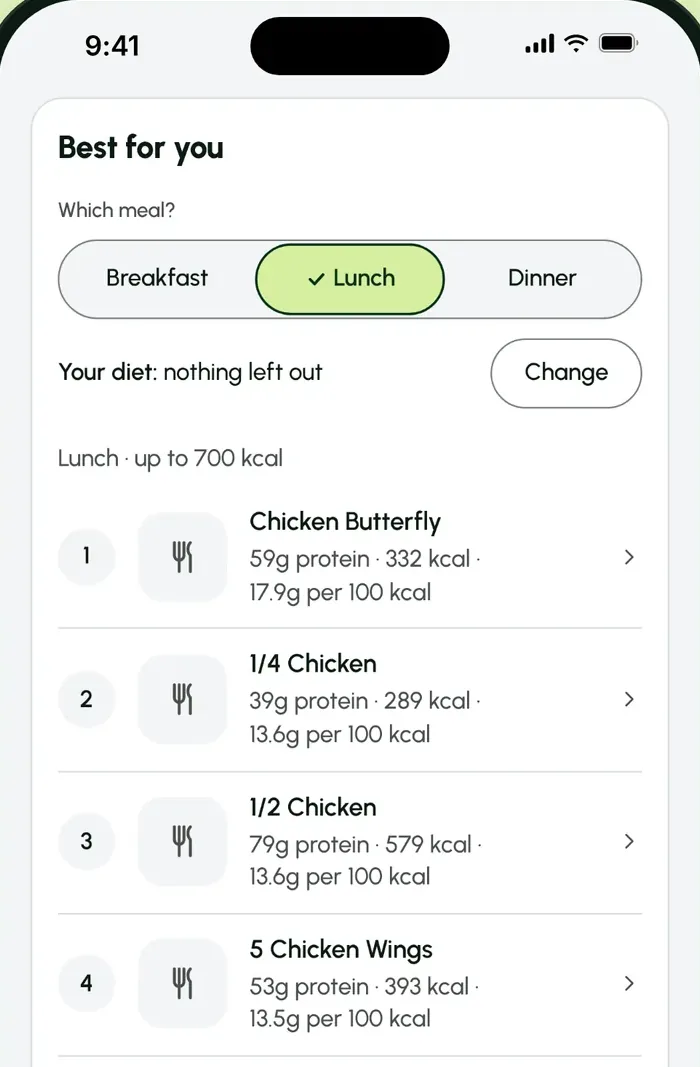 9:41
Best for you
Which meal?
Breakfast
✓ Lunch
Dinner
Your diet: nothing left out
Change
Lunch · up to 700 kcal
1
Chicken Butterfly
59g protein · 332 kcal ·
17.9g per 100 kcal
2
1/4 Chicken
39g protein · 289 kcal ·
13.6g per 100 kcal
3
1/2 Chicken
79g protein · 579 kcal ·
13.6g per 100 kcal
4
5 Chicken Wings
53g protein · 393 kcal ·
13.5g per 100 kcal